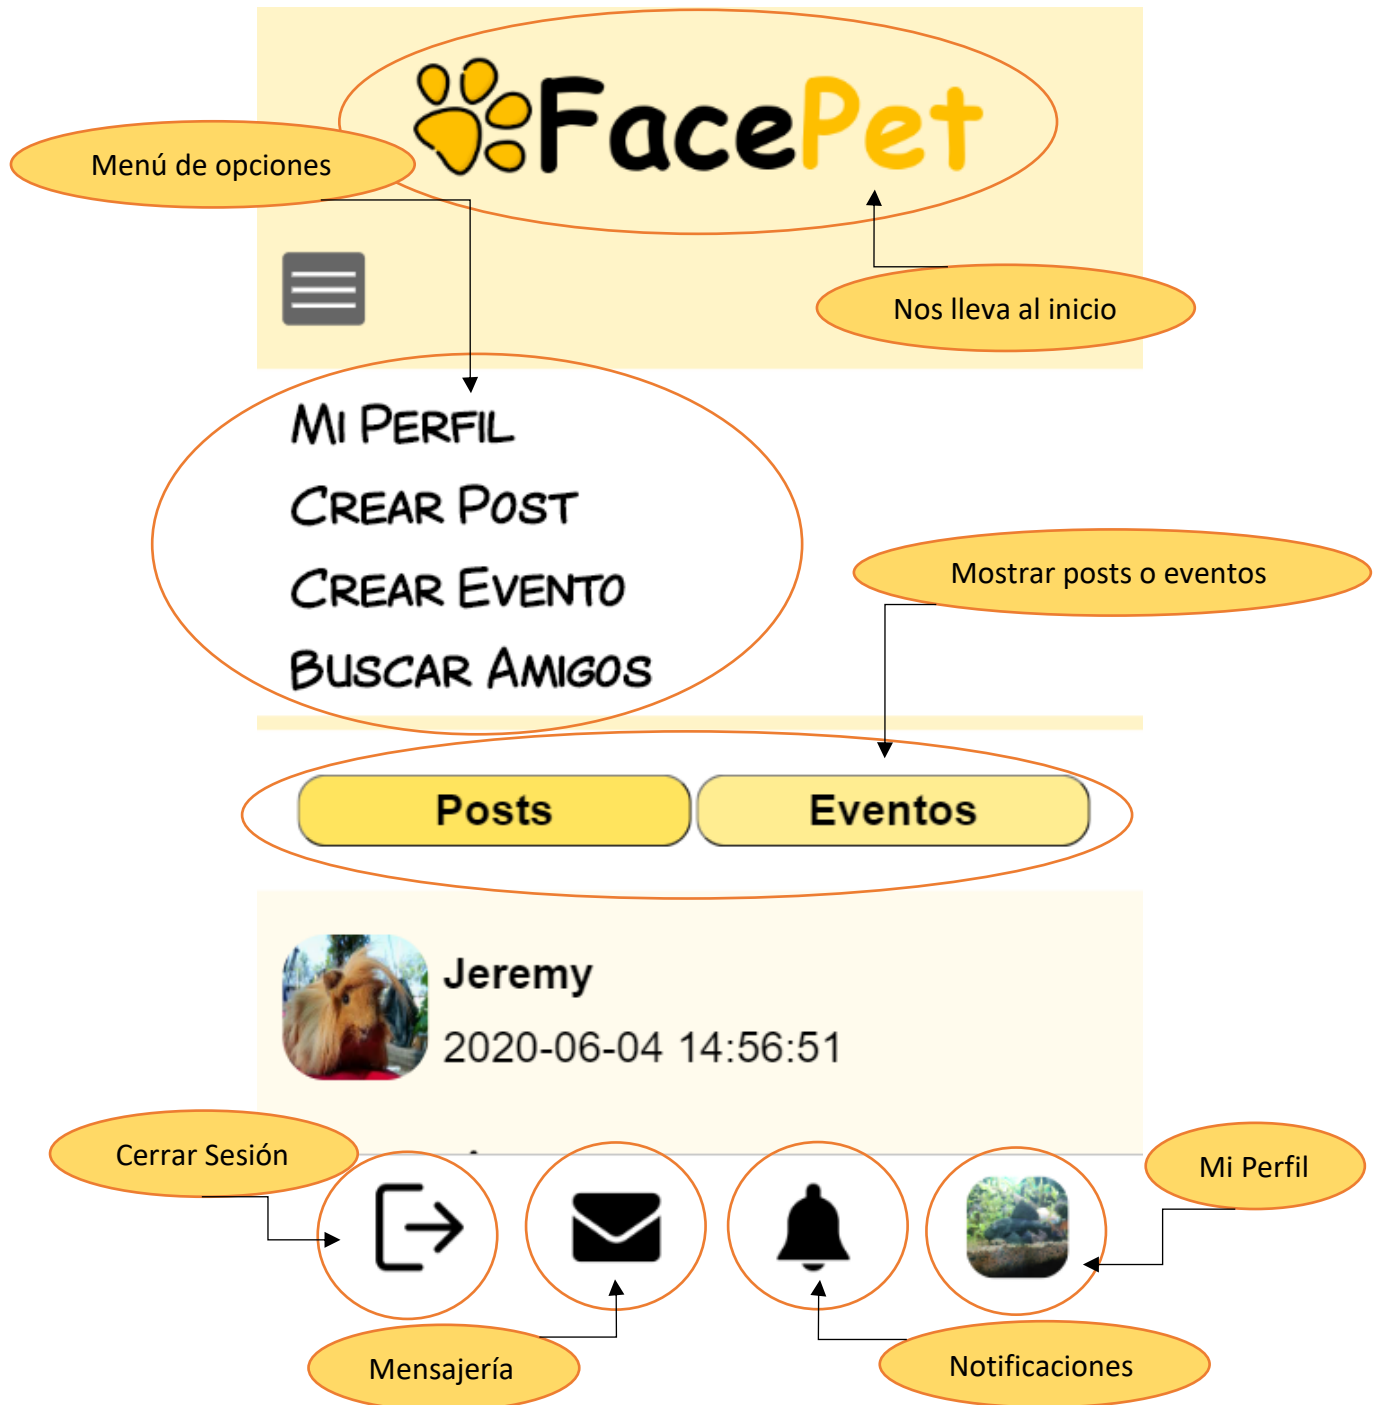 FacePet
Menú de opciones
Nos lleva al inicio
MI PERFIL
CREAR POST
CREAR EVENTO
Mostrar posts o eventos
BUSCAR AMIGOS
Posts
Eventos
Jeremy
2020-06-04 14:56:51
Cerrar Sesión
Mi Perfil
Mensajería
Notificaciones